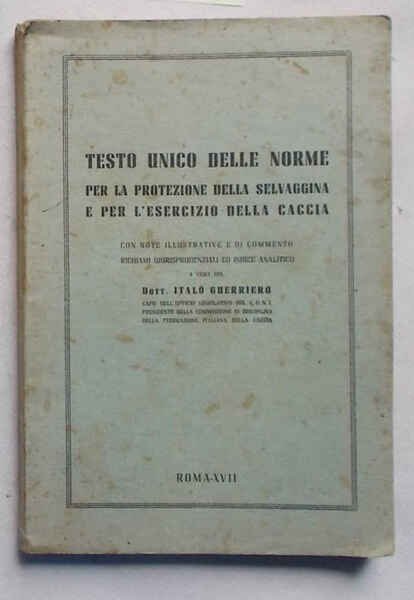 TESTO UNICO DELLE NORME
PER LA PROTEZIONE DELLA SELVAGGINA
E PER L'ESERCIZIO DELLA CACCIA
CON NOTE ILLUSTRATIVE E DI COMMENTO
RICHIAMI GIURISPRUDENZIALI ED INDICE ANALITICO
A CURA DEL
DOTT. ITALO GUERRIERO
CAPO DELL'UFFICIO LEGISLATIVO DEL C.O.N.I.
PRESIDENTE DELLA COMMISSIONE DI DISCIPLINA
DELLA FEDERAZIONE ITALIANA DELLA CACCIA
ROMA-XVII